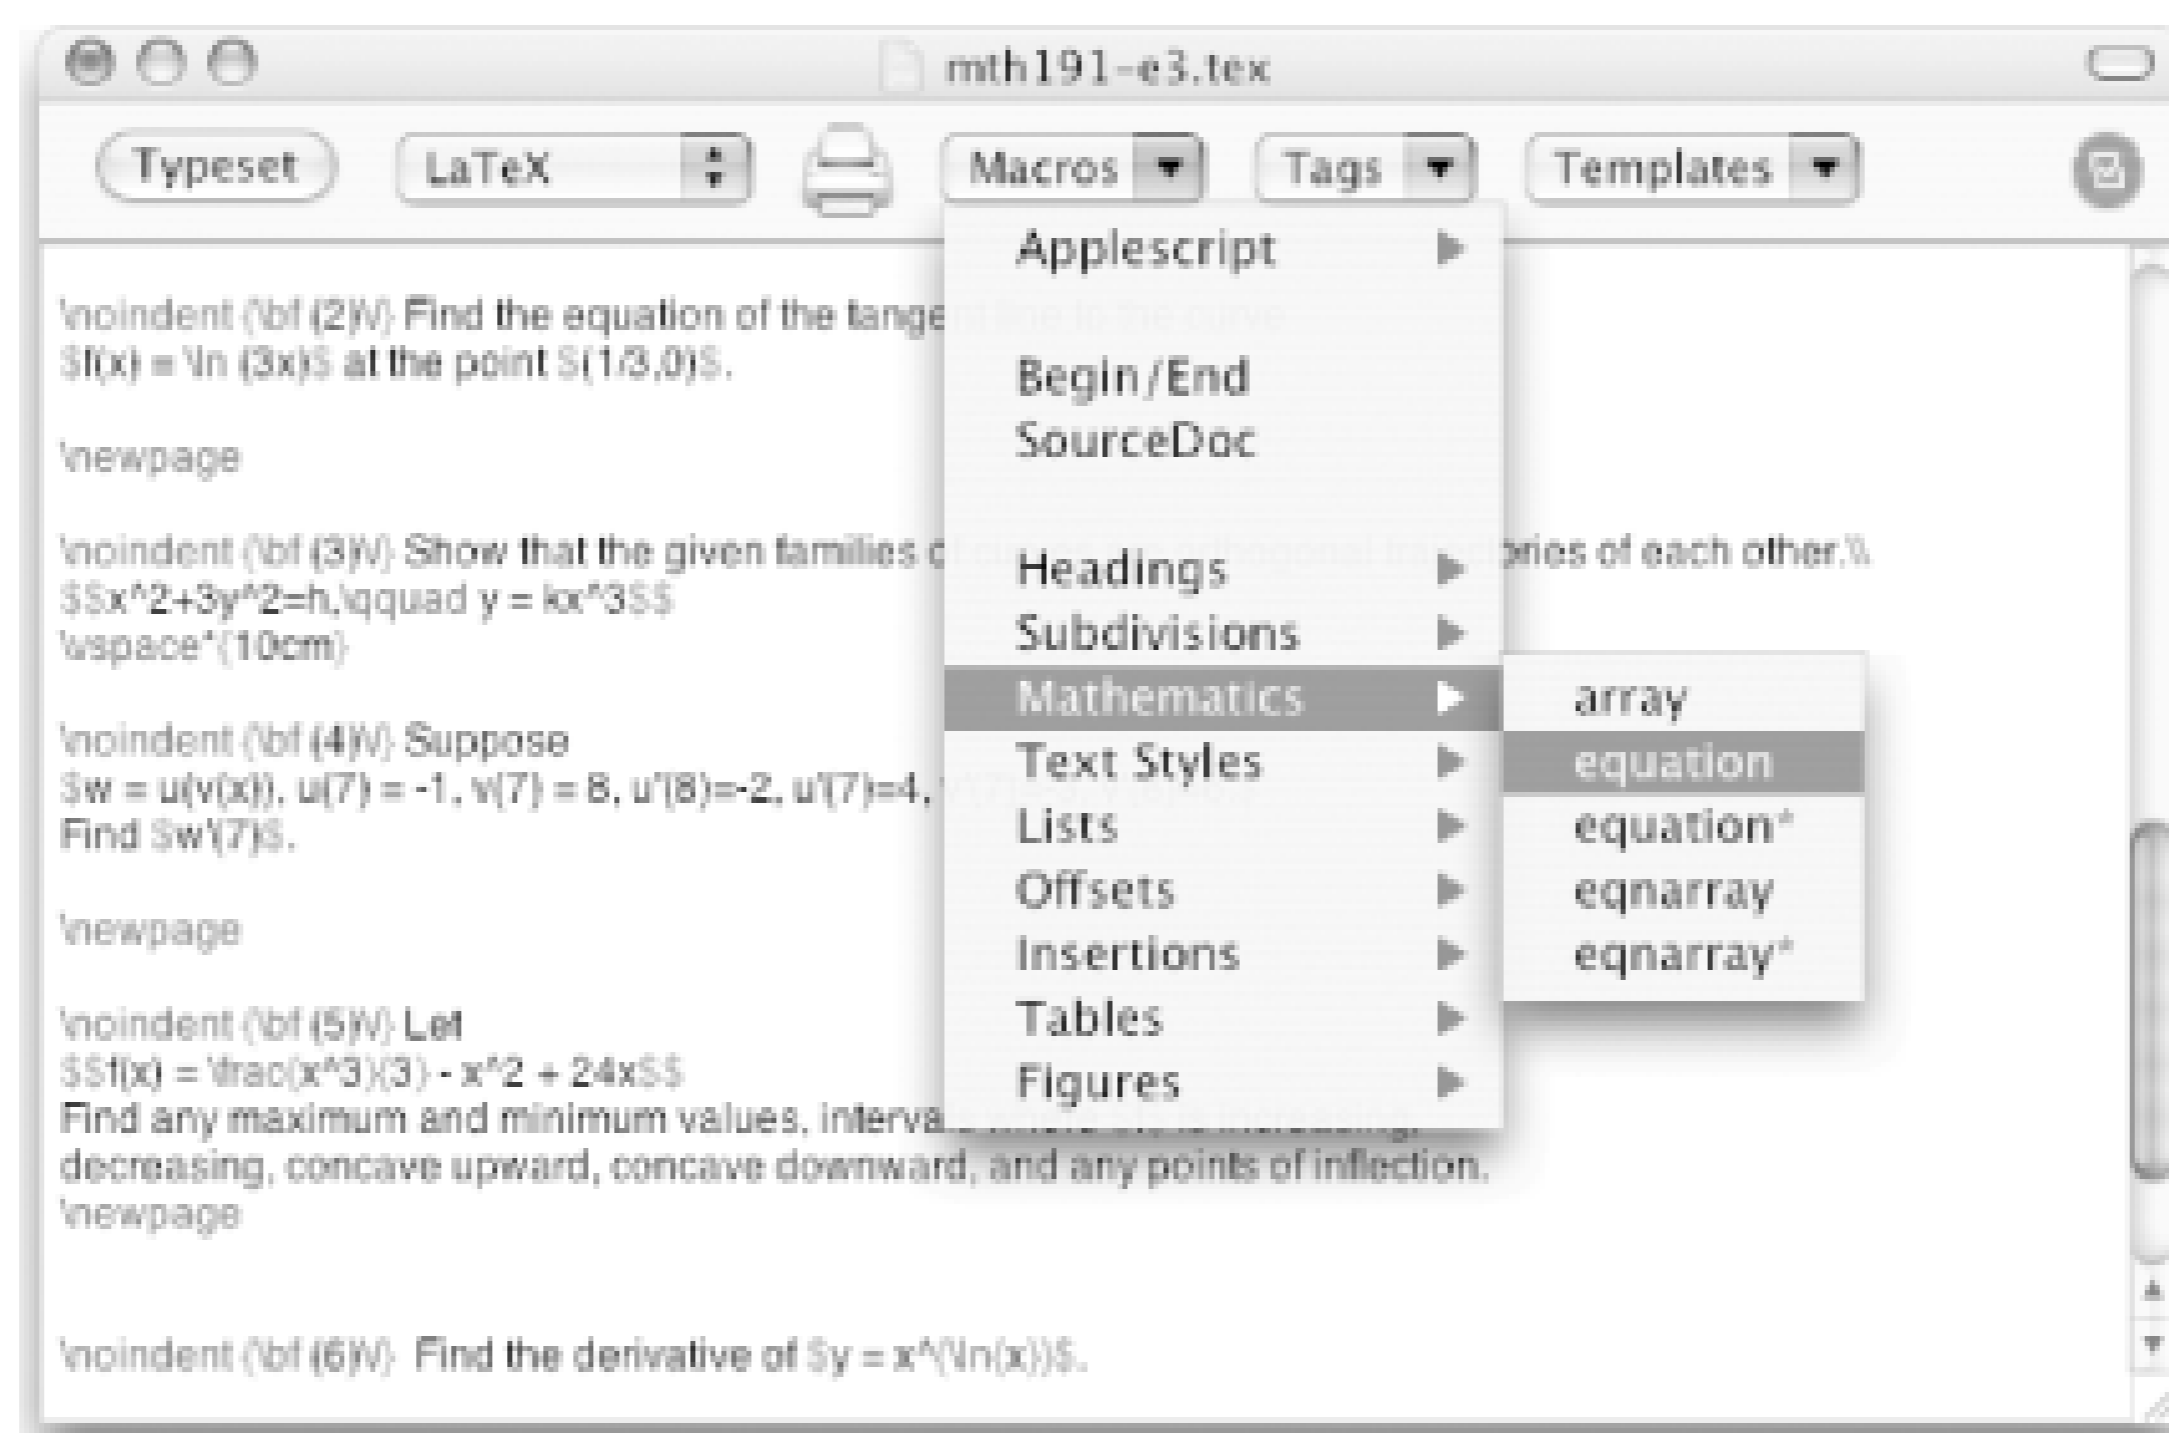 mth191-e3.tex
Typeset LaTeX Macros Tags Templates
\noindent {\bf (2)\/} Find the equation of the tange
$f(x) = \ln (3x)$ at the point $(1/3,0)$.
\newpage
\noindent {\bf (3)\/} Show that the given families o ories of each other.\\
$$x^2+3y^2=h,\qquad y = kx^3$$
\vspace*{10cm}
\noindent {\bf (4)\/} Suppose
$w = u(v(x)), u(7) = -1, v(7) = 8, u'(8)=-2, u'(7)=4,
Find $w'(7)$.
\newpage
\noindent {\bf (5)\/} Let
$$f(x) = \frac{x^3}{3} - x^2 + 24x$$
Find any maximum and minimum values, interva is increasing,
decreasing, concave upward, concave downward, and any points of inflection.
\newpage
\noindent {\bf (6)\/} Find the derivative of $y = x^{\ln(x)}$.
Applescript
Begin/End
SourceDoc
Headings
Subdivisions
Mathematics
Text Styles
Lists
Offsets
Insertions
Tables
Figures
array
equation
equation*
eqnarray
eqnarray*